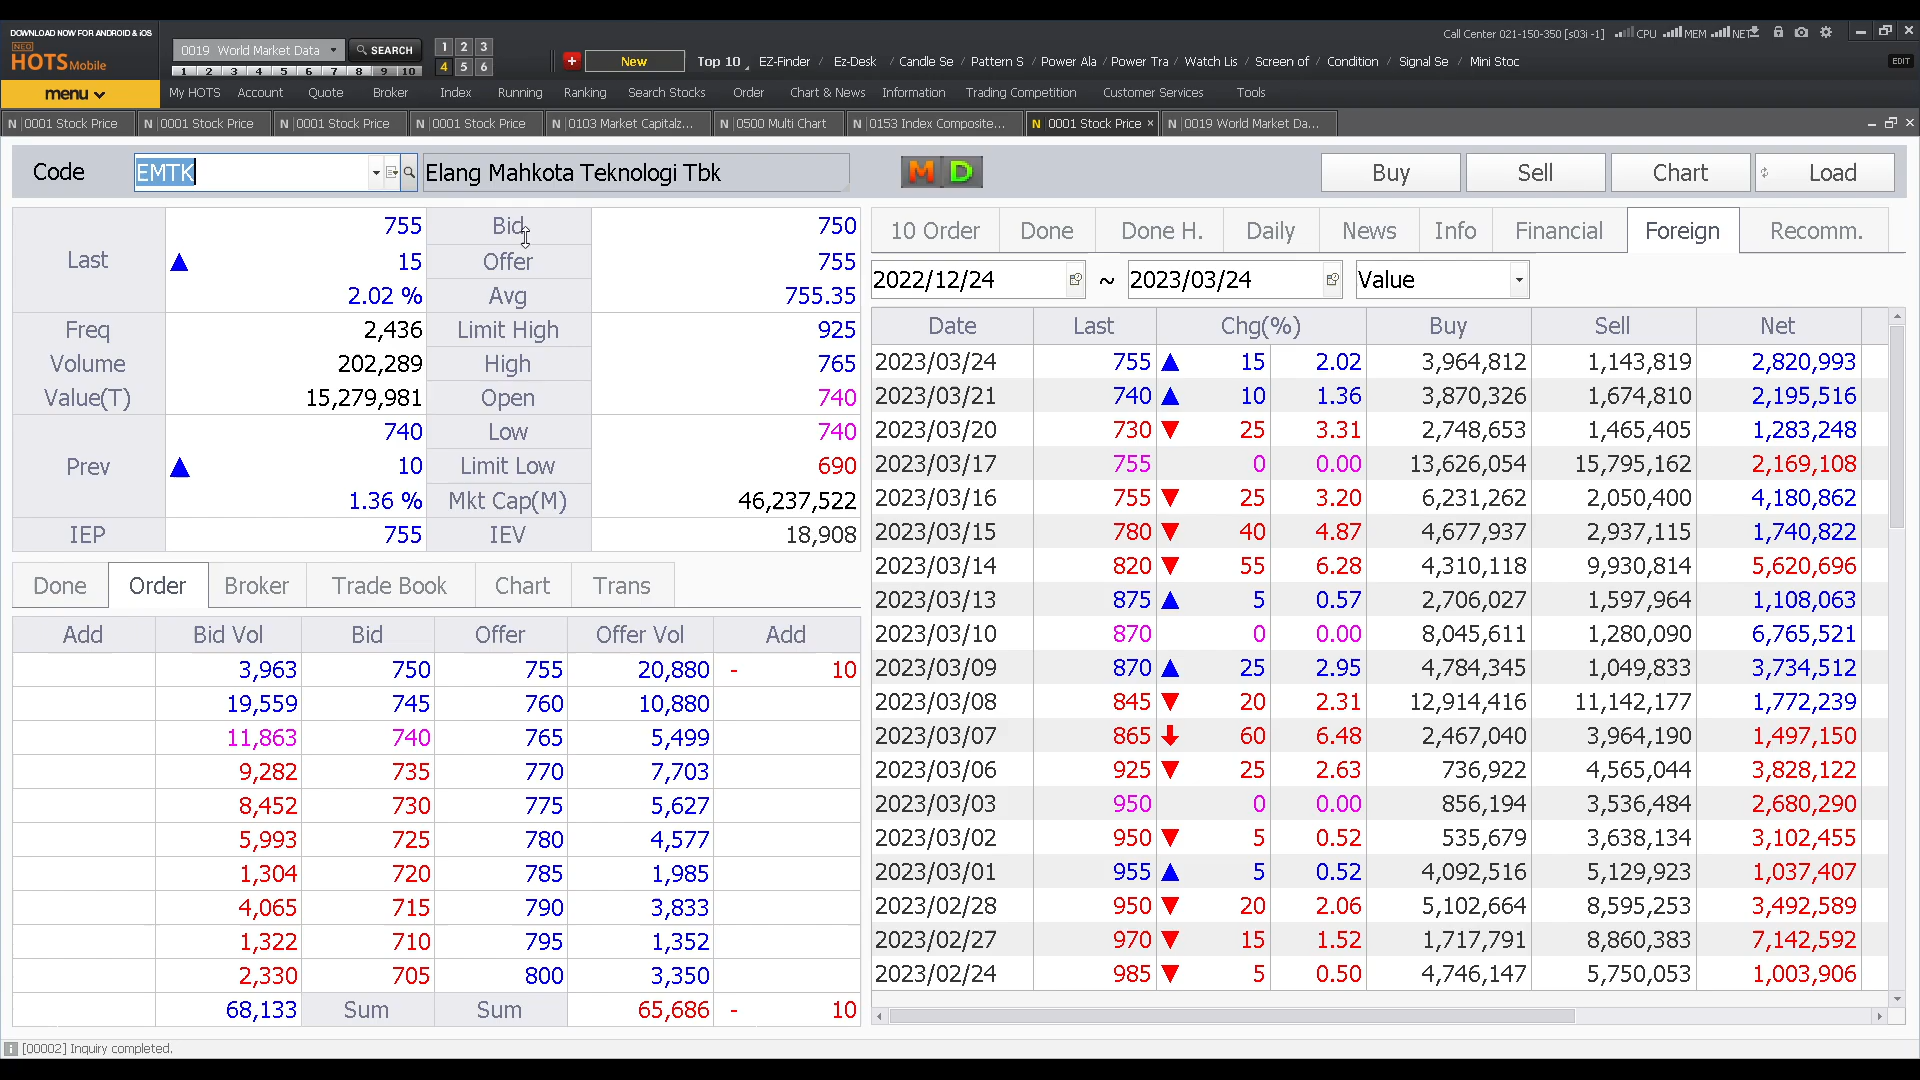 DOWNLOAD NOW FOR ANDROID & iOS
NEO
HOTS Mobile
0019 World Market Data
SEARCH
1 2 3
4 5 6
1 2 3 4 5 6 7 8 9 10
New
Top 10
EZ-Finder / Ez-Desk / Candle Se / Pattern S / Power Ala / Power Tra / Watch Lis / Screen of / Condition / Signal Se / Mini Stoc
Call Center 021-150-350 [s03i -1] CPU MEM NET
EDIT
menu
My HOTS Account Quote Broker Index Running Ranking Search Stocks Order Chart & News Information Trading Competition Customer Services Tools
N 0001 Stock Price N 0001 Stock Price N 0001 Stock Price N 0001 Stock Price N 0103 Market Capitalz... N 0500 Multi Chart N 0153 Index Composite... N 0001 Stock Price × N 0019 World Market Da...
Code EMTK Elang Mahkota Teknologi Tbk M D Buy Sell Chart Load
Last 755 Bid 750
▲ 15 Offer 755
2.02 % Avg 755.35
Freq 2,436 Limit High 925
Volume 202,289 High 765
Value(T) 15,279,981 Open 740
Prev 740 Low 740
▲ 10 Limit Low 690
1.36 % Mkt Cap(M) 46,237,522
IEP 755 IEV 18,908
Done Order Broker Trade Book Chart Trans
Add Bid Vol Bid Offer Offer Vol Add
3,963 750 755 20,880 - 10
19,559 745 760 10,880
11,863 740 765 5,499
9,282 735 770 7,703
8,452 730 775 5,627
5,993 725 780 4,577
1,304 720 785 1,985
4,065 715 790 3,833
1,322 710 795 1,352
2,330 705 800 3,350
68,133 Sum Sum 65,686 - 10
10 Order Done Done H. Daily News Info Financial Foreign Recomm.
2022/12/24 ~ 2023/03/24 Value
Date Last Chg(%) Buy Sell Net
2023/03/24 755 ▲ 15 2.02 3,964,812 1,143,819 2,820,993
2023/03/21 740 ▲ 10 1.36 3,870,326 1,674,810 2,195,516
2023/03/20 730 ▼ 25 3.31 2,748,653 1,465,405 1,283,248
2023/03/17 755 0 0.00 13,626,054 15,795,162 2,169,108
2023/03/16 755 ▼ 25 3.20 6,231,262 2,050,400 4,180,862
2023/03/15 780 ▼ 40 4.87 4,677,937 2,937,115 1,740,822
2023/03/14 820 ▼ 55 6.28 4,310,118 9,930,814 5,620,696
2023/03/13 875 ▲ 5 0.57 2,706,027 1,597,964 1,108,063
2023/03/10 870 0 0.00 8,045,611 1,280,090 6,765,521
2023/03/09 870 ▲ 25 2.95 4,784,345 1,049,833 3,734,512
2023/03/08 845 ▼ 20 2.31 12,914,416 11,142,177 1,772,239
2023/03/07 865 ⬇ 60 6.48 2,467,040 3,964,190 1,497,150
2023/03/06 925 ▼ 25 2.63 736,922 4,565,044 3,828,122
2023/03/03 950 0 0.00 856,194 3,536,484 2,680,290
2023/03/02 950 ▼ 5 0.52 535,679 3,638,134 3,102,455
2023/03/01 955 ▲ 5 0.52 4,092,516 5,129,923 1,037,407
2023/02/28 950 ▼ 20 2.06 5,102,664 8,595,253 3,492,589
2023/02/27 970 ▼ 15 1.52 1,717,791 8,860,383 7,142,592
2023/02/24 985 ▼ 5 0.50 4,746,147 5,750,053 1,003,906
[00002] Inquiry completed.